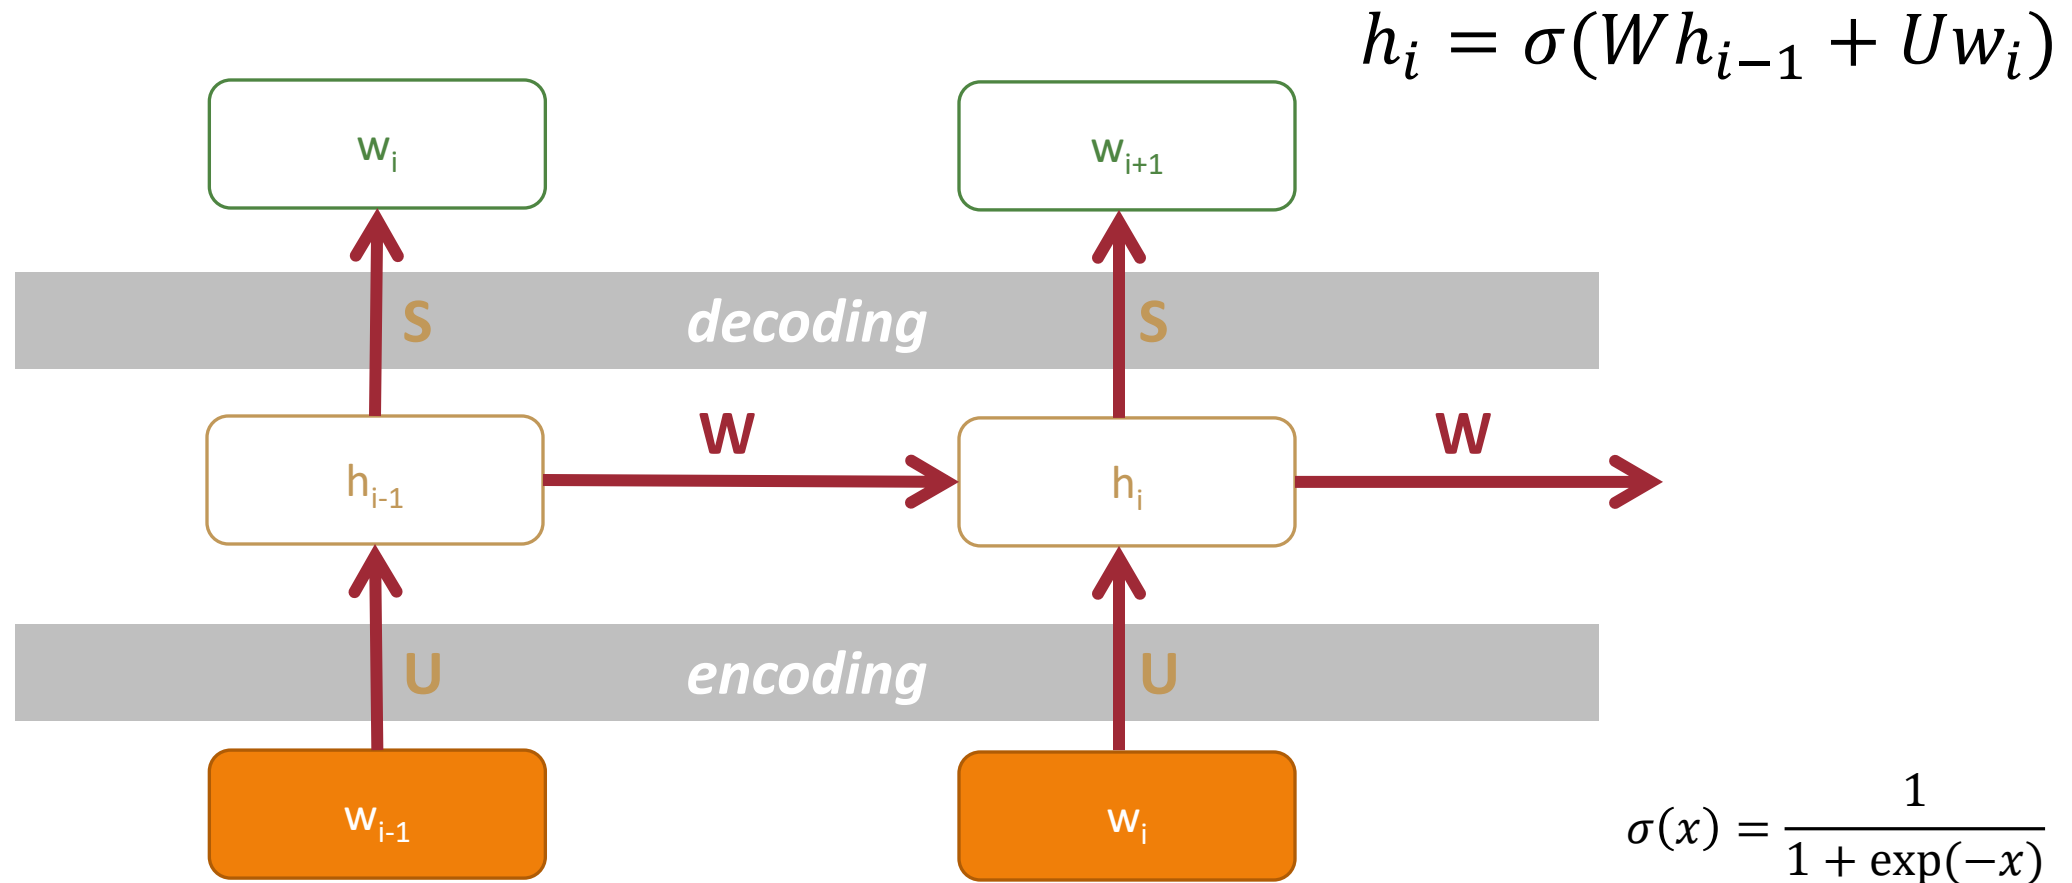 hᵢ = σ(Whᵢ₋₁ + Uwᵢ)
wᵢ wᵢ₊₁
S decoding S
W W
hᵢ₋₁ hᵢ
U encoding U
wᵢ₋₁ wᵢ
σ(x) = 1 / (1 + exp(−x))